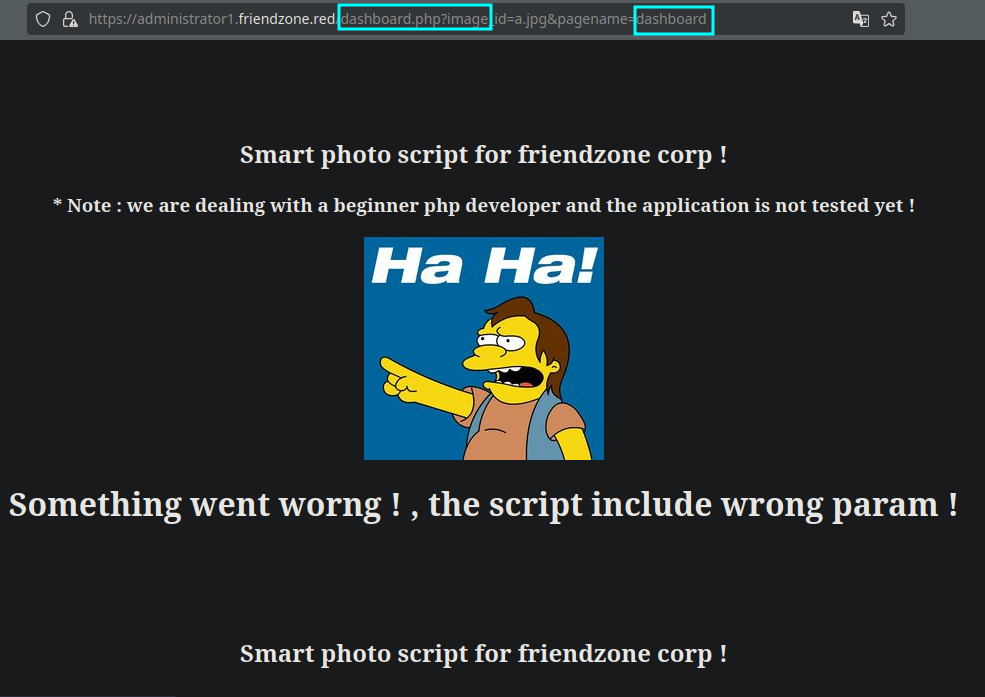 https://administrator1.friendzone.red/dashboard.php?image_id=a.jpg&pagename=dashboard
Smart photo script for friendzone corp !
* Note : we are dealing with a beginner php developer and the application is not tested yet !
Ha Ha!
Something went worng ! , the script include wrong param !
Smart photo script for friendzone corp !